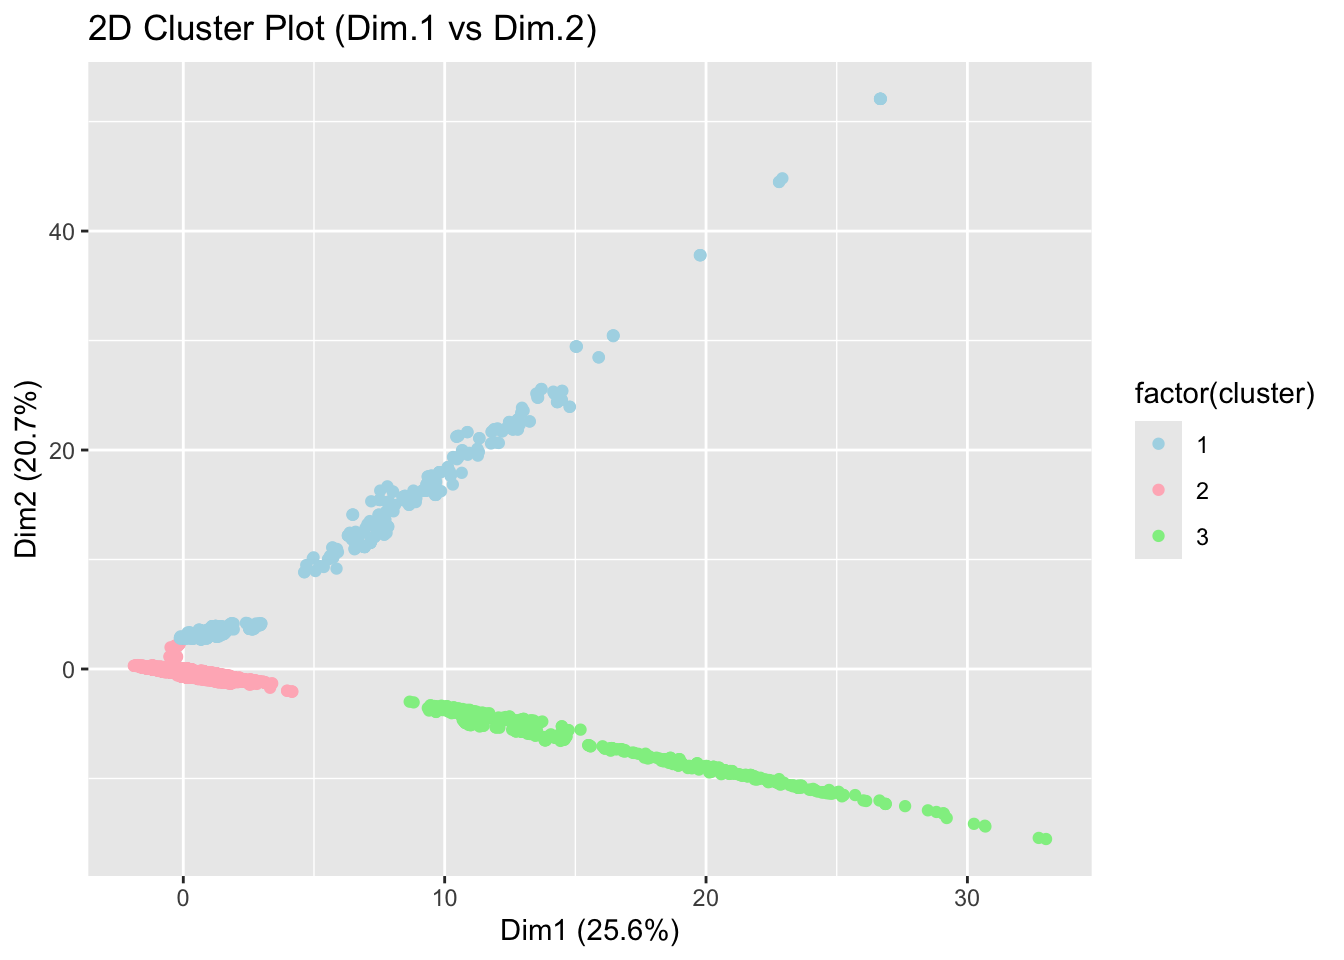 2D Cluster Plot (Dim.1 vs Dim.2)
Dim2 (20.7%)
40
20
0
0
10
20
30
Dim1 (25.6%)
factor(cluster)
1
2
3